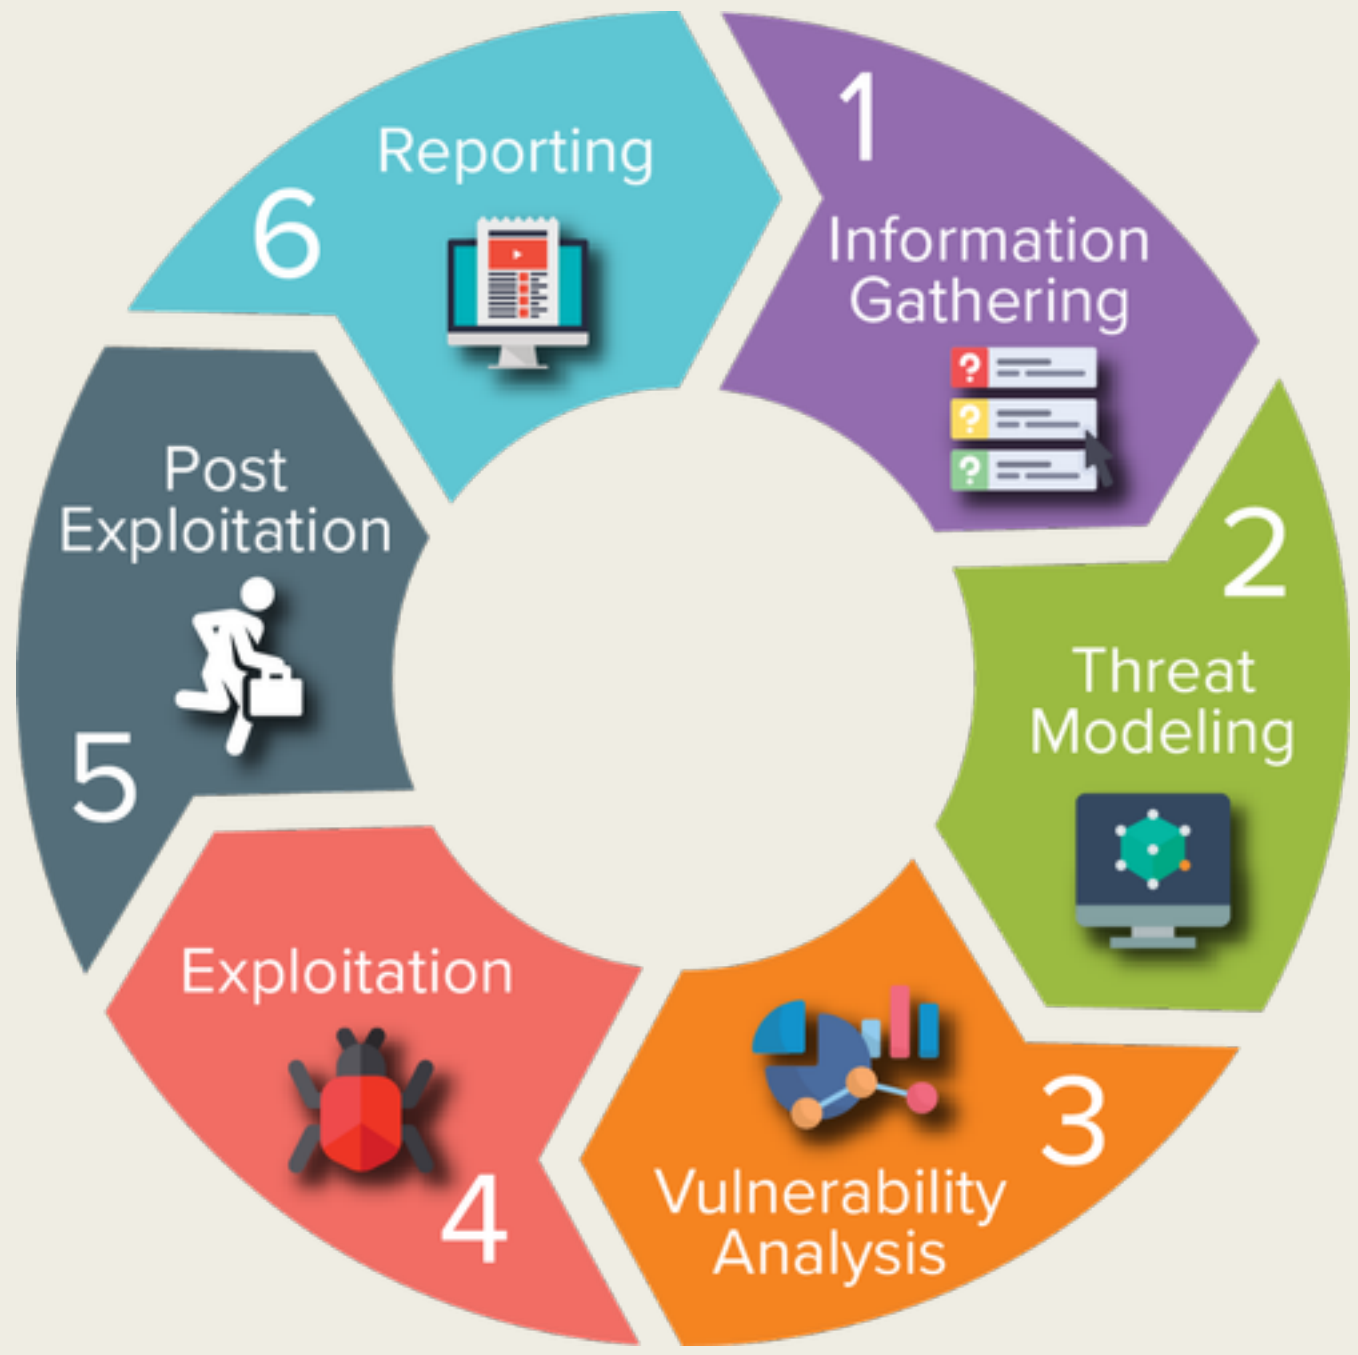 1
Information
Gathering
2
Threat
Modeling
3
Vulnerability
Analysis
Exploitation
4
Post
Exploitation
5
Reporting
6